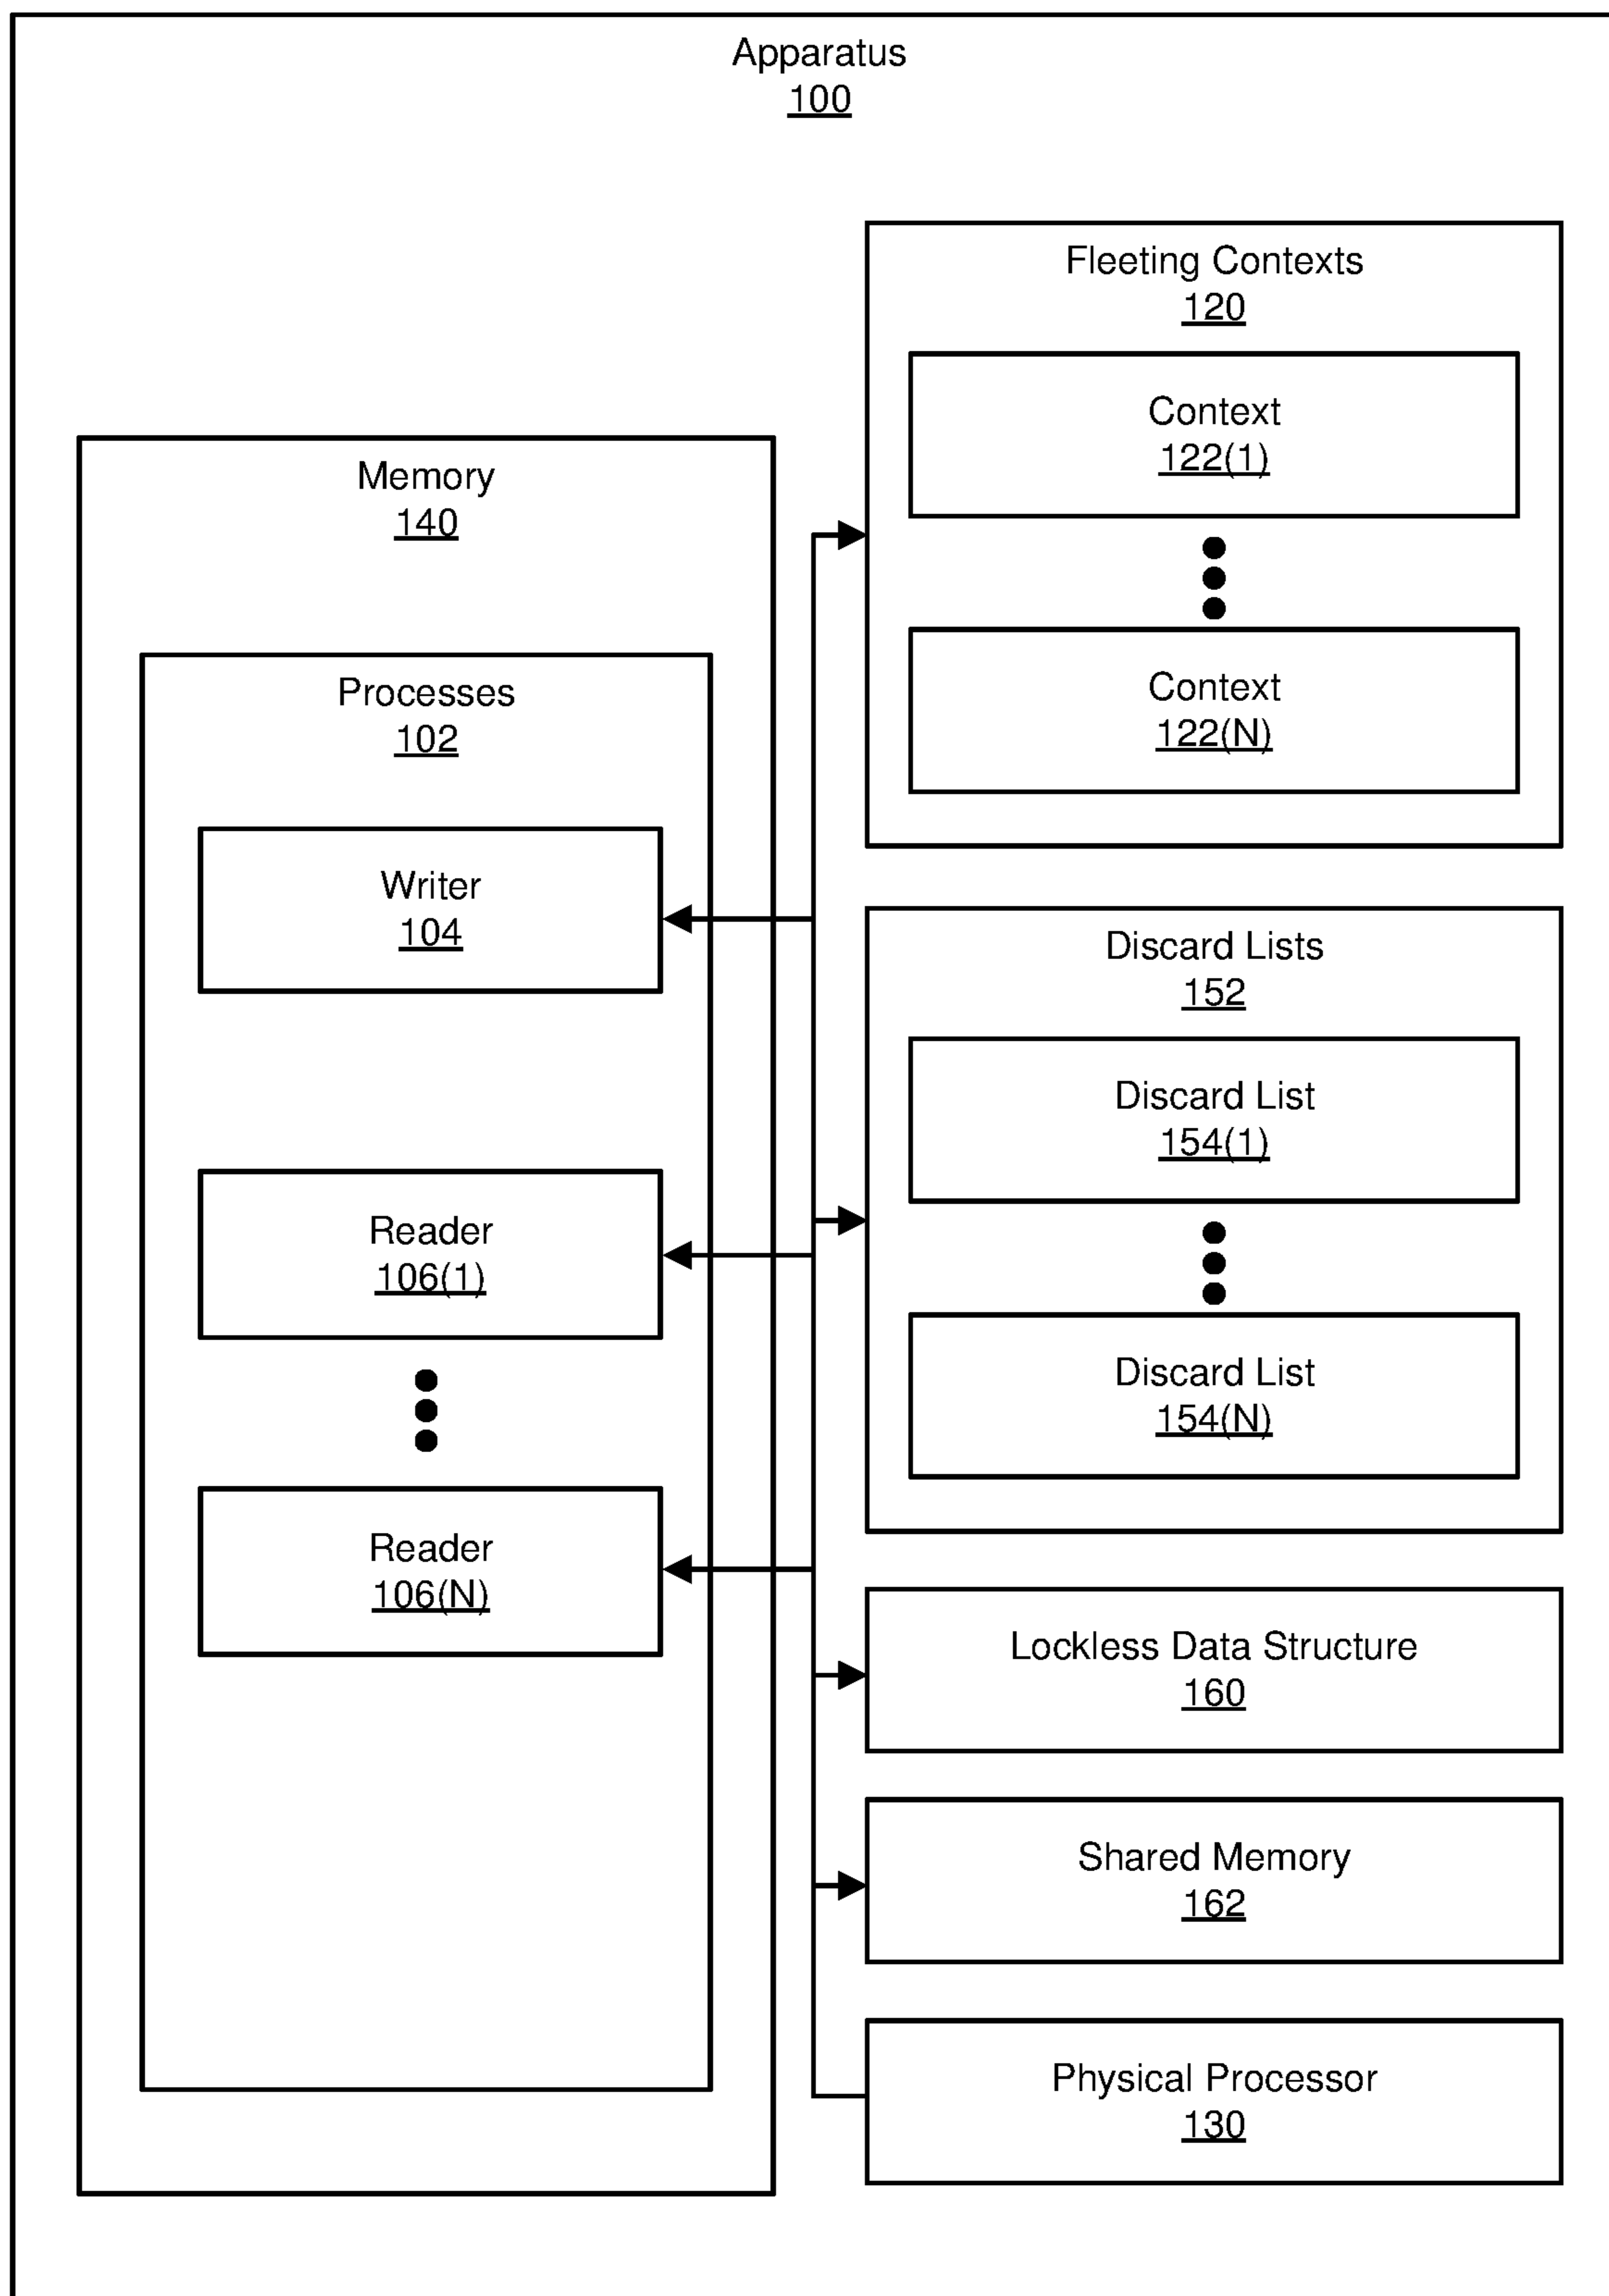 Apparatus
100
Memory
140
Processes
102
Writer
104
Reader
106(1)
Reader
106(N)
Fleeting Contexts
120
Context
122(1)
Context
122(N)
Discard Lists
152
Discard List
154(1)
Discard List
154(N)
Lockless Data Structure
160
Shared Memory
162
Physical Processor
130